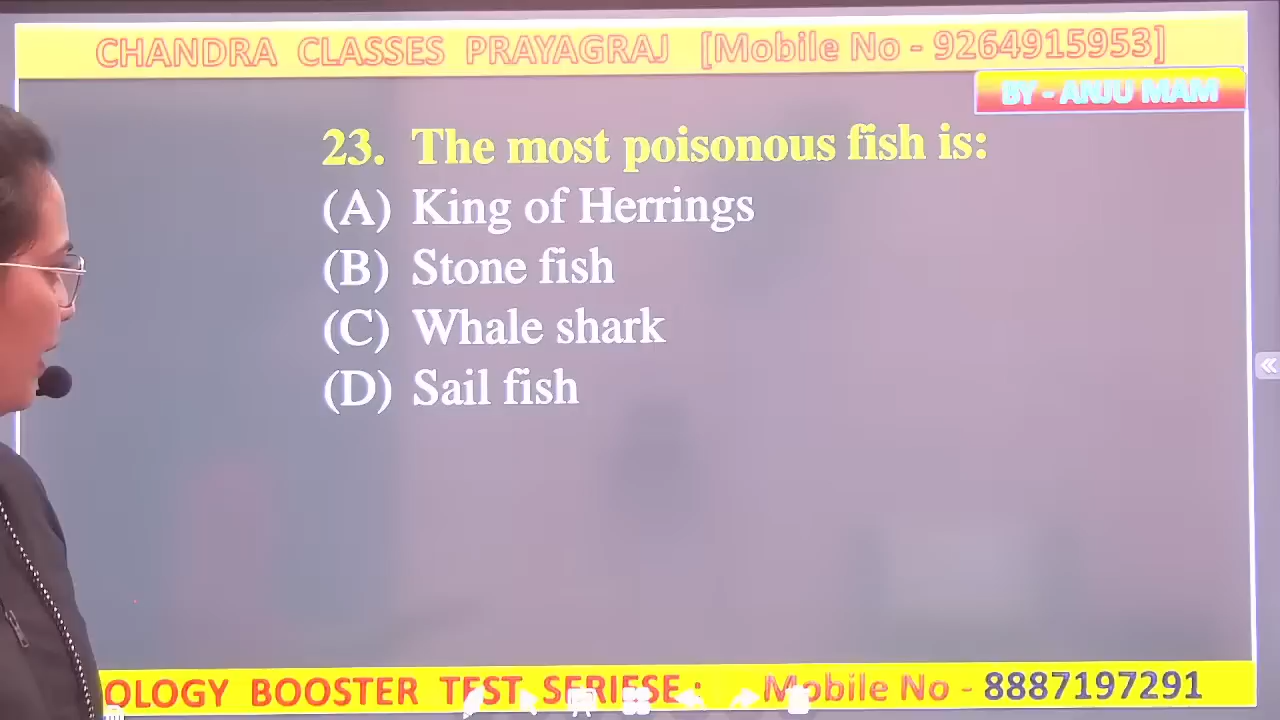 CHANDRA CLASSES PRAYAGRAJ [Mobile No - 9264915953]
BY - ANJU MAM
23. The most poisonous fish is:
(A) King of Herrings
(B) Stone fish
(C) Whale shark
(D) Sail fish
OLOGY BOOSTER TEST SERIESE : Mobile No - 8887197291